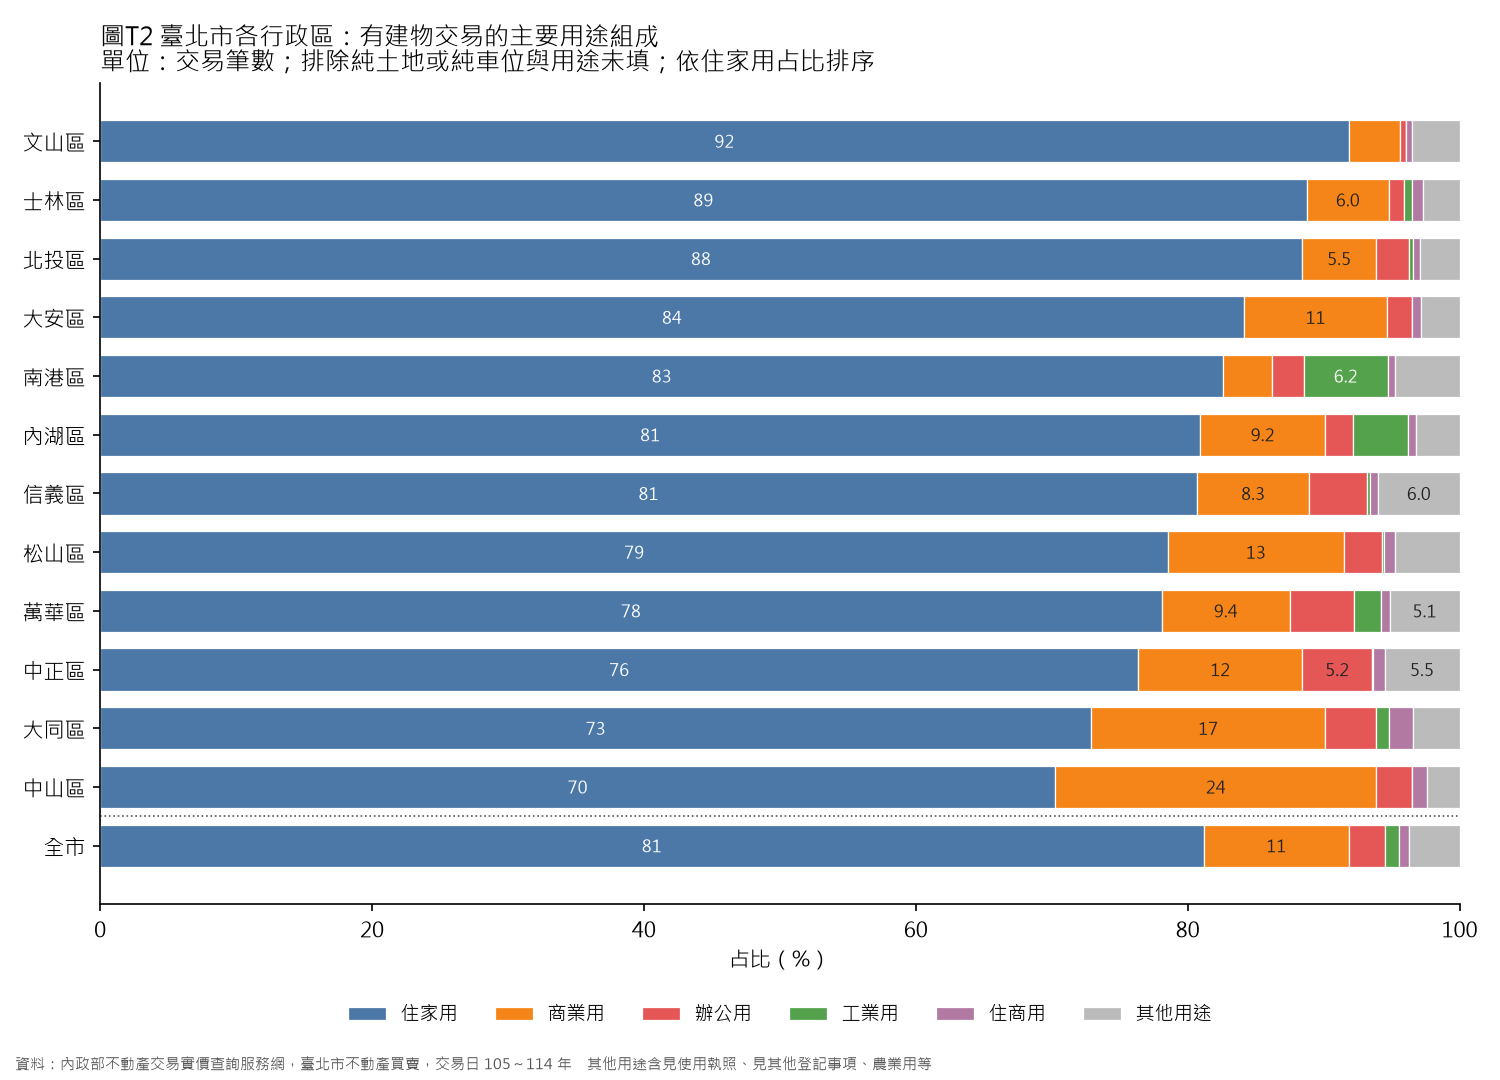 圖T2 臺北市各行政區：有建物交易的主要用途組成
單位：交易筆數；排除純土地或純車位與用途未填；依住家用占比排序
文山區 92
士林區 89 6.0
北投區 88 5.5
大安區 84 11
南港區 83 6.2
內湖區 81 9.2
信義區 81 8.3 6.0
松山區 79 13
萬華區 78 9.4 5.1
中正區 76 12 5.2 5.5
大同區 73 17
中山區 70 24
全市 81 11
0 20 40 60 80 100
占比（%）
住家用 商業用 辦公用 工業用 住商用 其他用途
資料：內政部不動產交易實價查詢服務網，臺北市不動產買賣，交易日 105～114 年　其他用途含見使用執照、見其他登記事項、農業用等